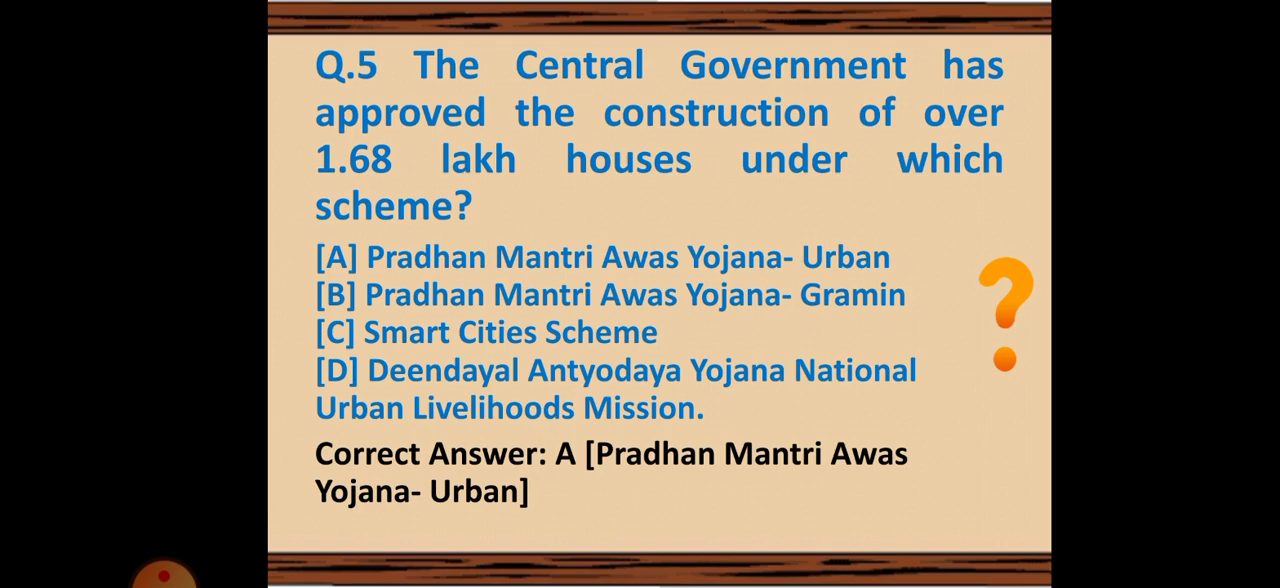 Q.5 The Central Government has
approved the construction of over
1.68 lakh houses under which
scheme?
[A] Pradhan Mantri Awas Yojana- Urban
[B] Pradhan Mantri Awas Yojana- Gramin
[C] Smart Cities Scheme
[D] Deendayal Antyodaya Yojana National
Urban Livelihoods Mission.
Correct Answer: A [Pradhan Mantri Awas
Yojana- Urban]
?